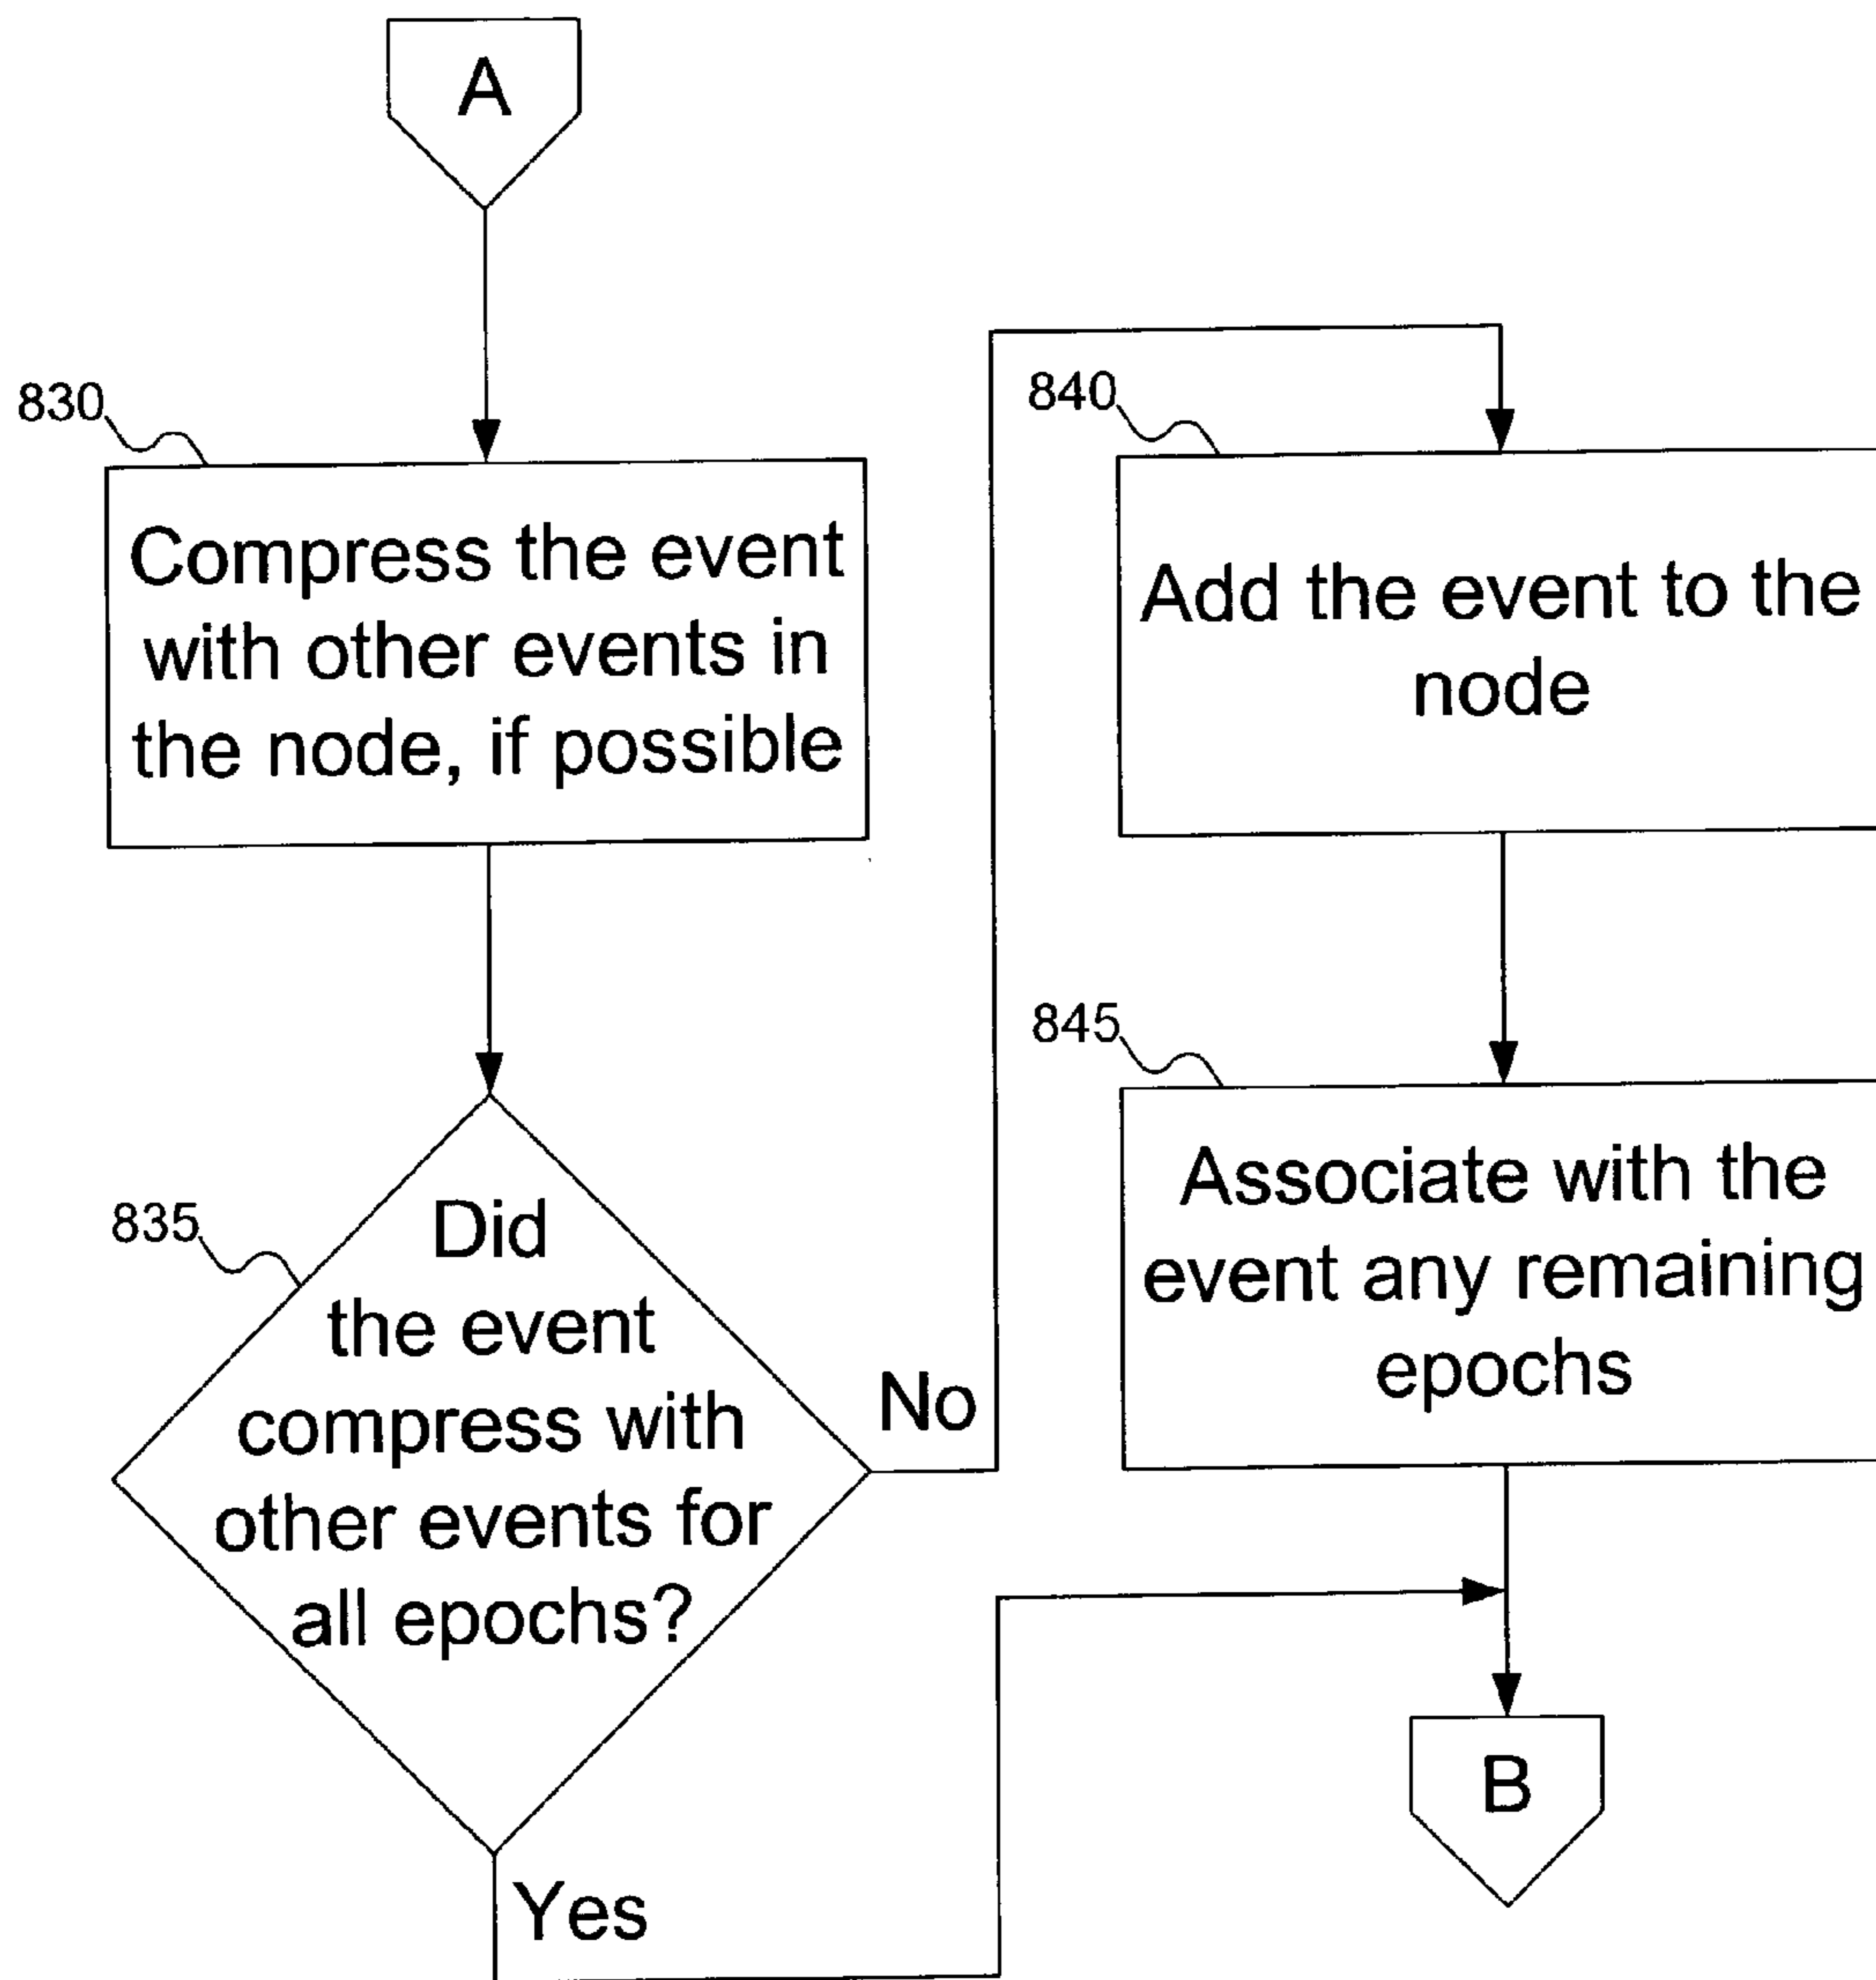 A
830
Compress the event
with other events in
the node, if possible
835
Did
the event
compress with
other events for
all epochs?
No
Yes
840
Add the event to the
node
845
Associate with the
event any remaining
epochs
B